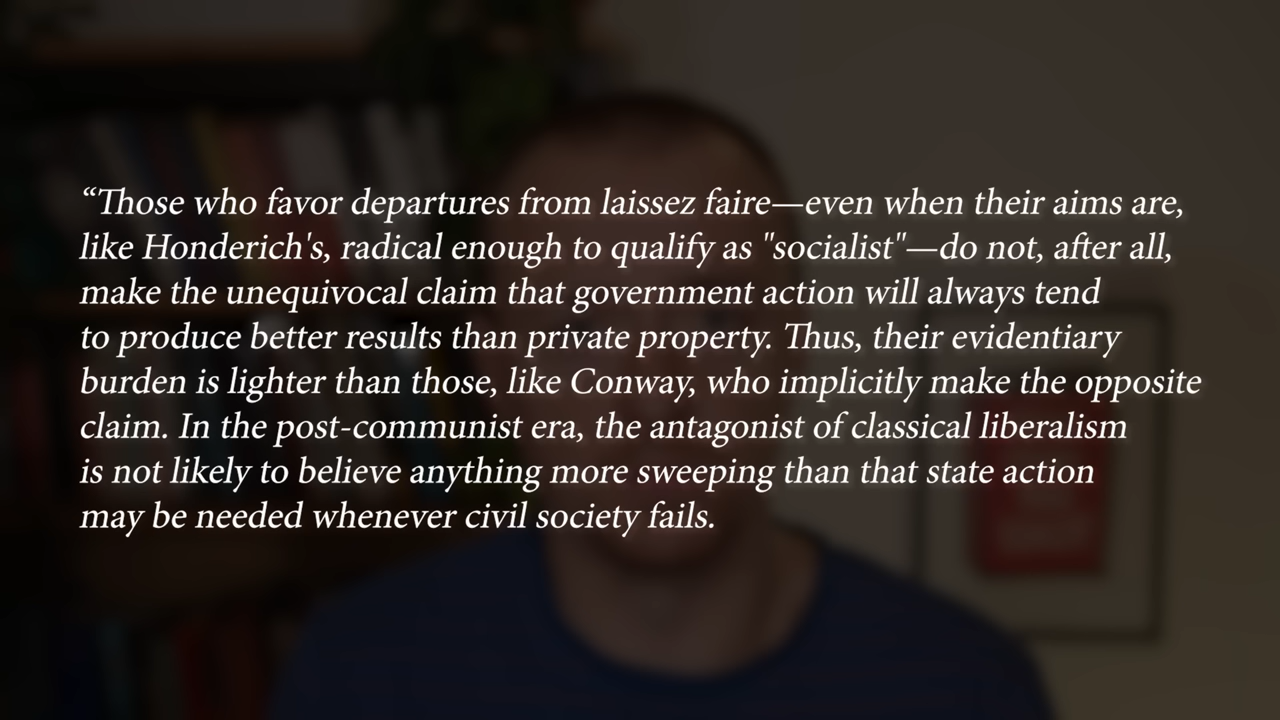 “Those who favor departures from laissez faire—even when their aims are,
like Honderich's, radical enough to qualify as "socialist"—do not, after all,
make the unequivocal claim that government action will always tend
to produce better results than private property. Thus, their evidentiary
burden is lighter than those, like Conway, who implicitly make the opposite
claim. In the post-communist era, the antagonist of classical liberalism
is not likely to believe anything more sweeping than that state action
may be needed whenever civil society fails.